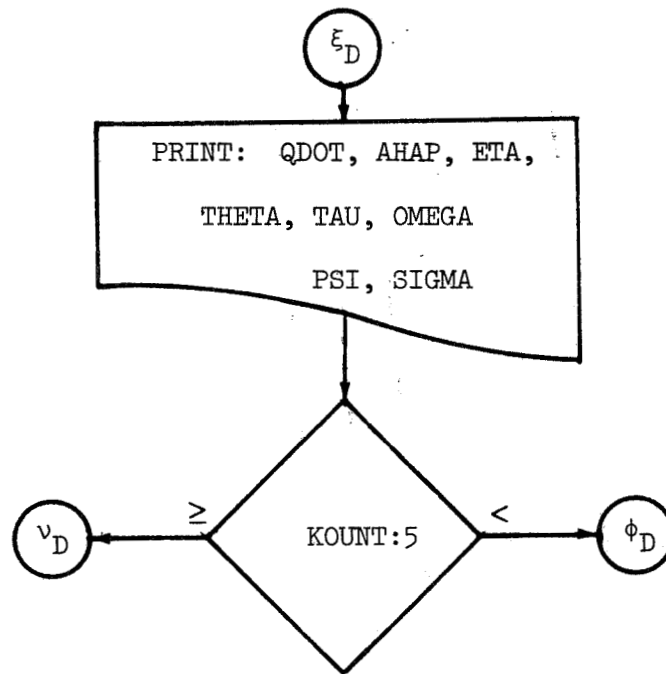 ξD
PRINT: QDOT, AHAP, ETA,
THETA, TAU, OMEGA
PSI, SIGMA
≥
<
νD
KOUNT:5
ϕD